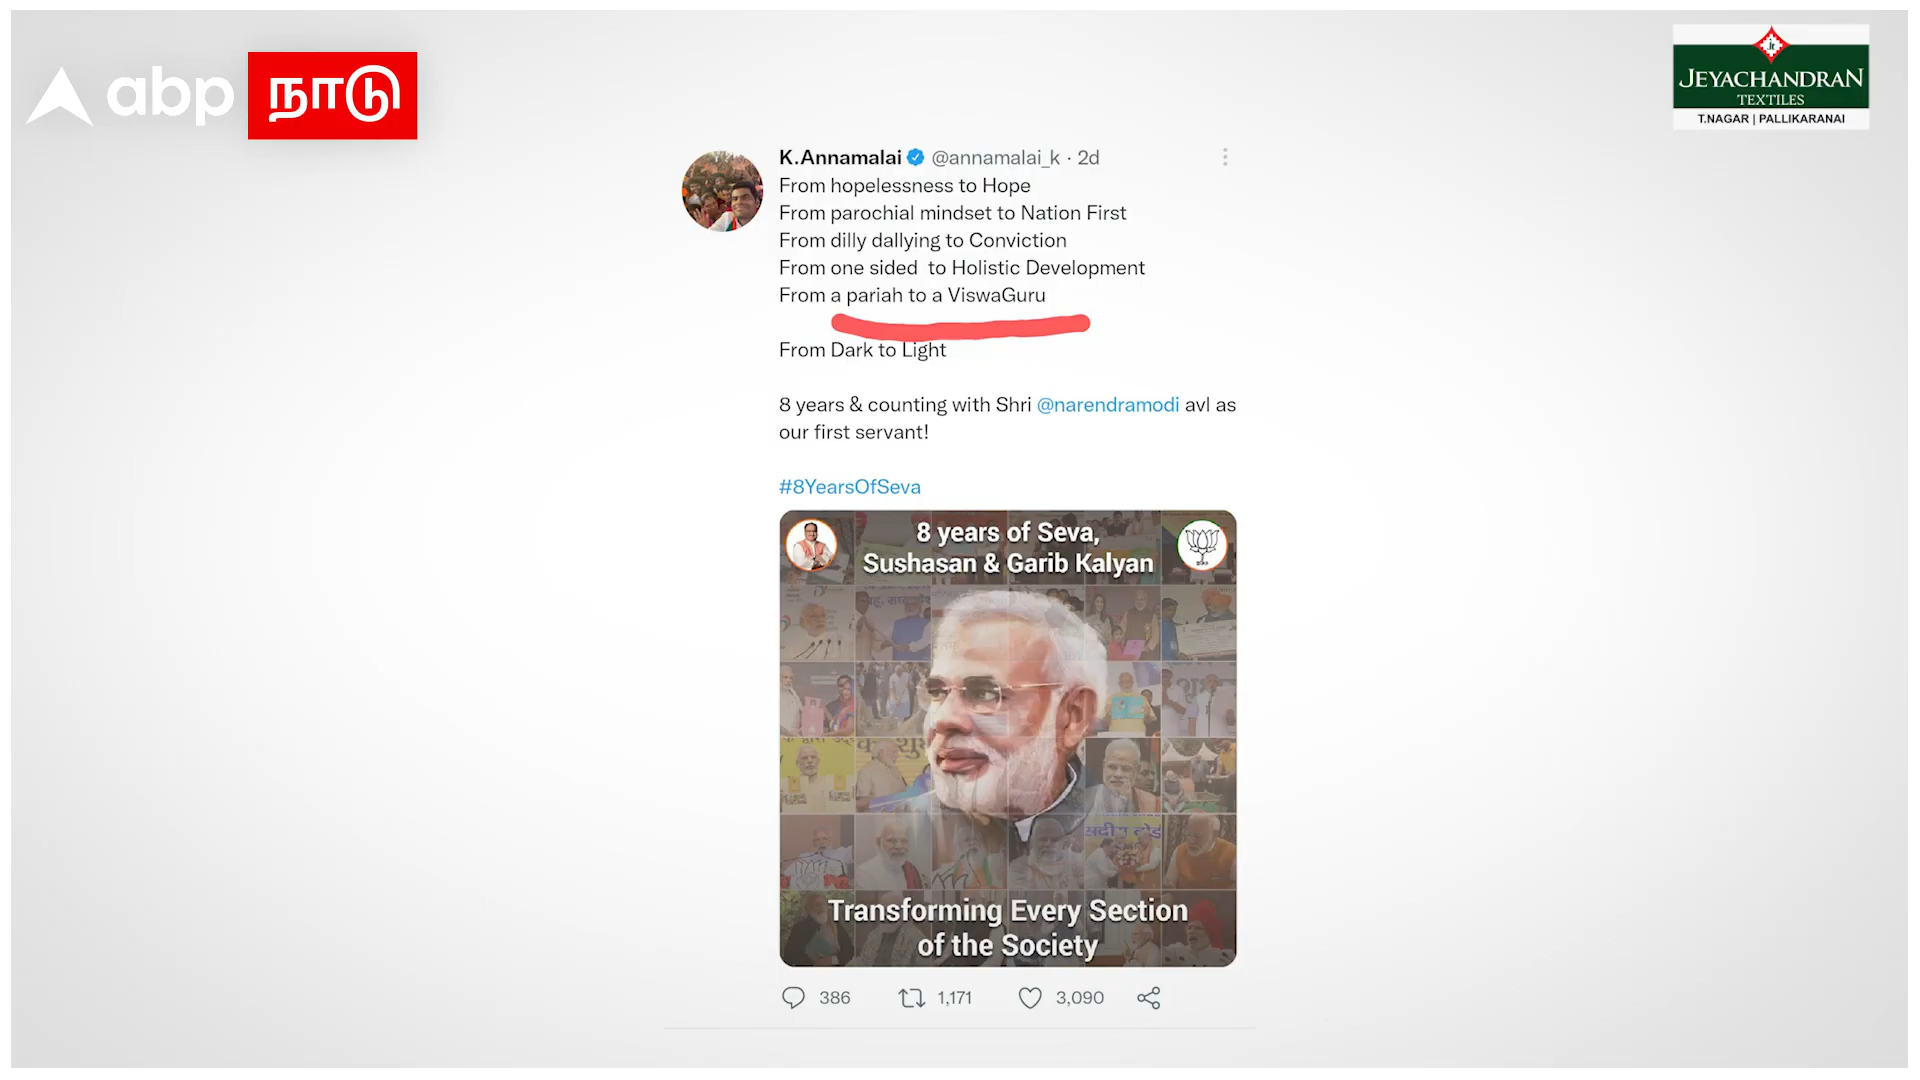 abp நாடு
JEYACHANDRAN
TEXTILES
T.NAGAR | PALLIKARANAI
K.Annamalai @annamalai_k · 2d
From hopelessness to Hope
From parochial mindset to Nation First
From dilly dallying to Conviction
From one sided  to Holistic Development
From a pariah to a ViswaGuru
From Dark to Light
8 years & counting with Shri @narendramodi avl as
our first servant!
#8YearsOfSeva
8 years of Seva,
Sushasan & Garib Kalyan
Transforming Every Section
of the Society
386 1,171 3,090